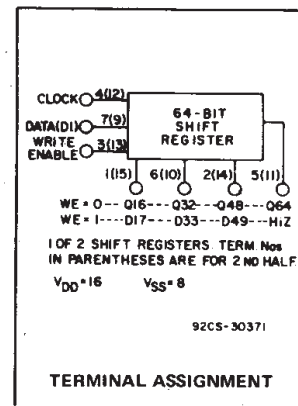 CLOCK 4(12)
DATA(DI) 7(9)
WRITE ENABLE 3(13)
64-BIT
SHIFT
REGISTER
1(15) 6(10) 2(14) 5(11)
WE = 0---Q16---Q32---Q48---Q64
WE = 1---D17---D33---D49---HiZ
1 OF 2 SHIFT REGISTERS. TERM. Nos
IN PARENTHESES ARE FOR 2ND HALF
VDD=16 VSS=8
92CS-30371
TERMINAL ASSIGNMENT